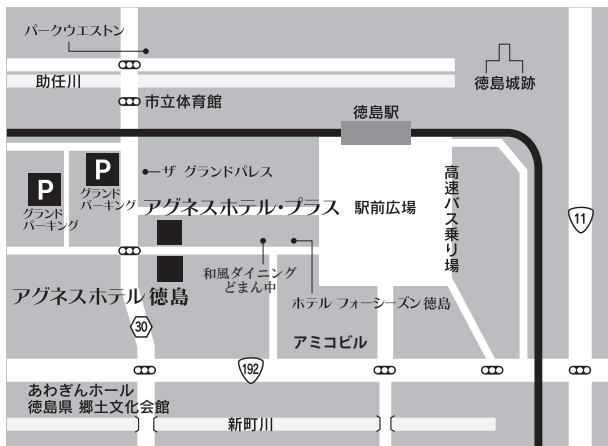 パークウエストン
助任川
徳島城跡
市立体育館
徳島駅
P
P
グランド
パーキング
グランド
パーキング
ザ グランドパレス
アグネスホテル・プラス
駅前広場
高速バス乗り場
11
和風ダイニング
どまん中
ホテル フォーシーズン徳島
アグネスホテル 徳島
30
アミコビル
192
あわぎんホール
徳島県 郷土文化会館
新町川